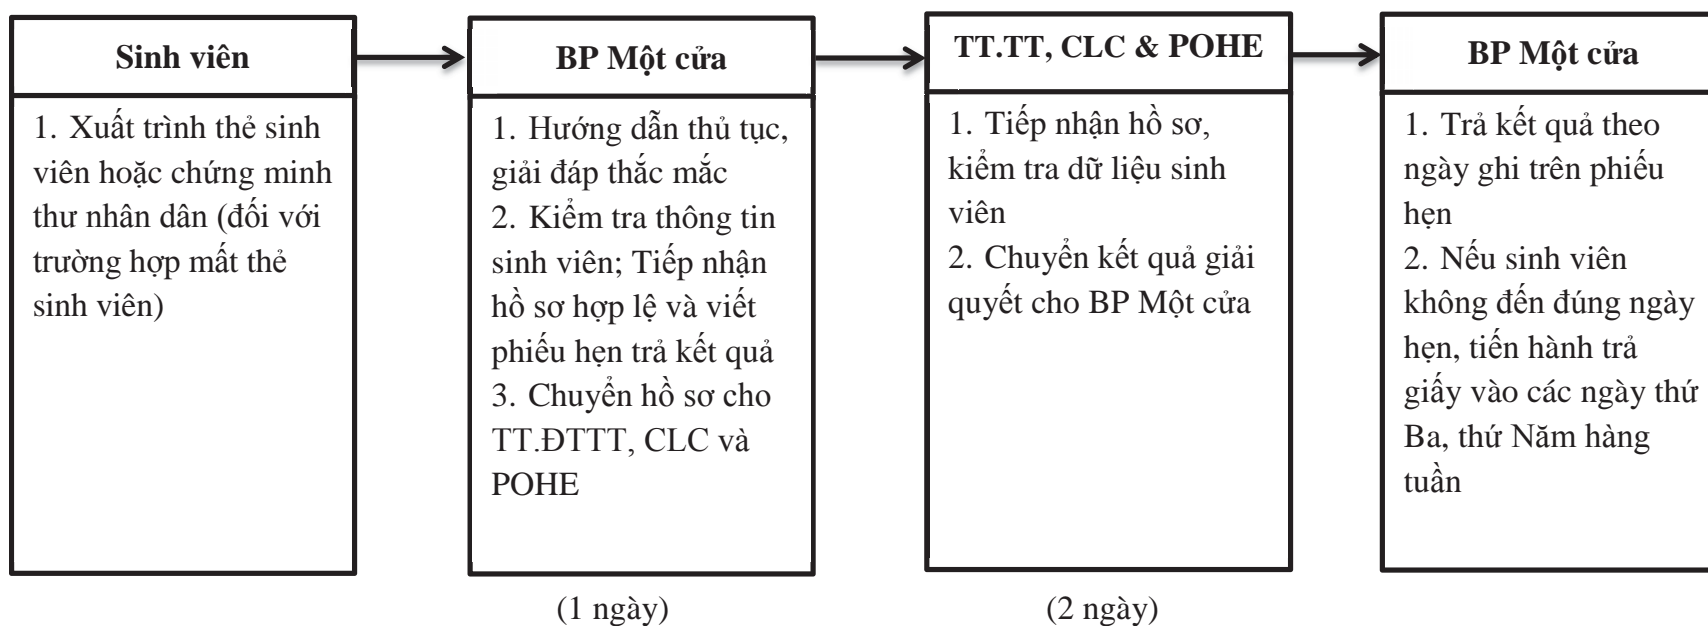 Sinh viên
1. Xuất trình thẻ sinh
viên hoặc chứng minh
thư nhân dân (đối với
trường hợp mất thẻ
sinh viên)
BP Một cửa
1. Hướng dẫn thủ tục,
giải đáp thắc mắc
2. Kiểm tra thông tin
sinh viên; Tiếp nhận
hồ sơ hợp lệ và viết
phiếu hẹn trả kết quả
3. Chuyển hồ sơ cho
TT.ĐTTT, CLC và
POHE
(1 ngày)
TT.TT, CLC & POHE
1. Tiếp nhận hồ sơ,
kiểm tra dữ liệu sinh
viên
2. Chuyển kết quả giải
quyết cho BP Một cửa
(2 ngày)
BP Một cửa
1. Trả kết quả theo
ngày ghi trên phiếu
hẹn
2. Nếu sinh viên
không đến đúng ngày
hẹn, tiến hành trả
giấy vào các ngày thứ
Ba, thứ Năm hàng
tuần